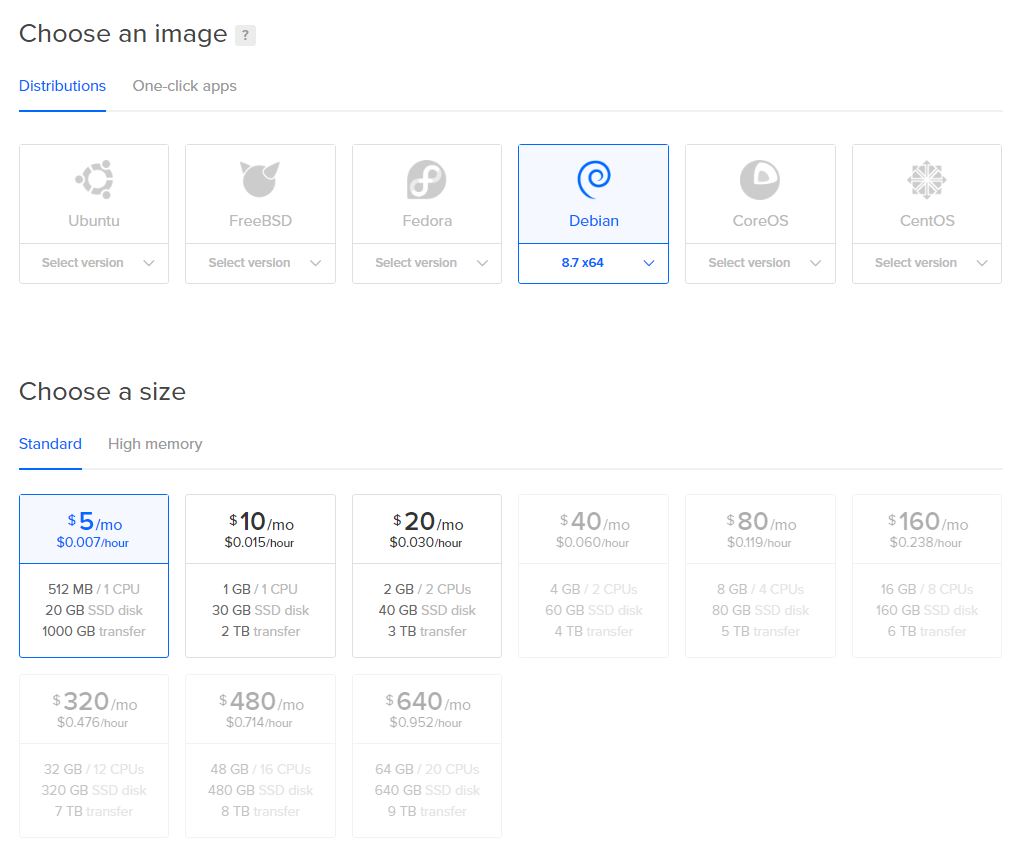 Choose an image ?
Distributions One-click apps
Ubuntu FreeBSD Fedora Debian CoreOS CentOS
Select version Select version Select version 8.7 x64 Select version Select version
Choose a size
Standard High memory
$5/mo $10/mo $20/mo $40/mo $80/mo $160/mo
$0.007/hour $0.015/hour $0.030/hour $0.060/hour $0.119/hour $0.238/hour
512 MB / 1 CPU 1 GB / 1 CPU 2 GB / 2 CPUs 4 GB / 2 CPUs 8 GB / 4 CPUs 16 GB / 8 CPUs
20 GB SSD disk 30 GB SSD disk 40 GB SSD disk 60 GB SSD disk 80 GB SSD disk 160 GB SSD disk
1000 GB transfer 2 TB transfer 3 TB transfer 4 TB transfer 5 TB transfer 6 TB transfer
$320/mo $480/mo $640/mo
$0.476/hour $0.714/hour $0.952/hour
32 GB / 12 CPUs 48 GB / 16 CPUs 64 GB / 20 CPUs
320 GB SSD disk 480 GB SSD disk 640 GB SSD disk
7 TB transfer 8 TB transfer 9 TB transfer